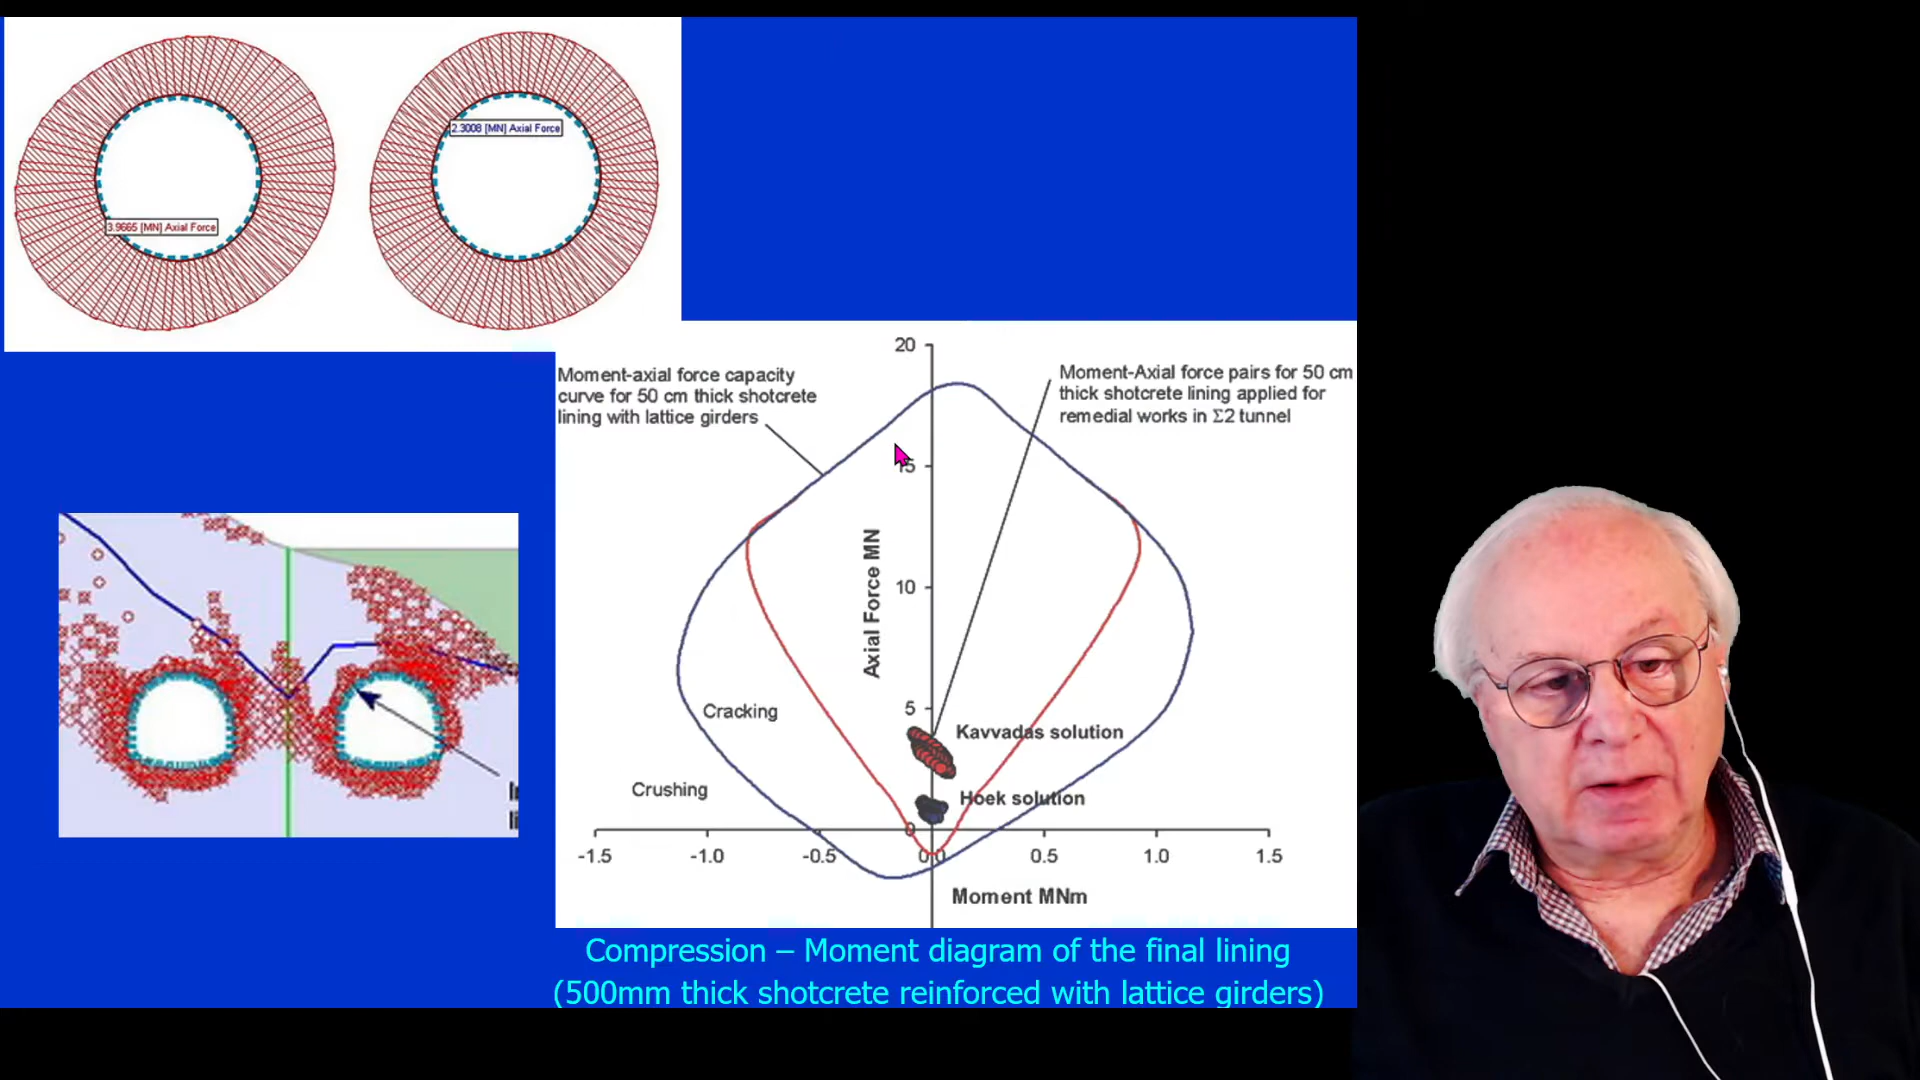 2.3008 [MN] Axial Force
3.9665 [MN] Axial Force
Moment-axial force capacity
curve for 50 cm thick shotcrete
lining with lattice girders
Moment-Axial force pairs for 50 cm
thick shotcrete lining applied for
remedial works in Σ2 tunnel
20
15
10
5
0
Axial Force MN
Cracking
Crushing
Kavvadas solution
Hoek solution
-1.5 -1.0 -0.5 0.0 0.5 1.0 1.5
Moment MNm
Compression – Moment diagram of the final lining
(500mm thick shotcrete reinforced with lattice girders)